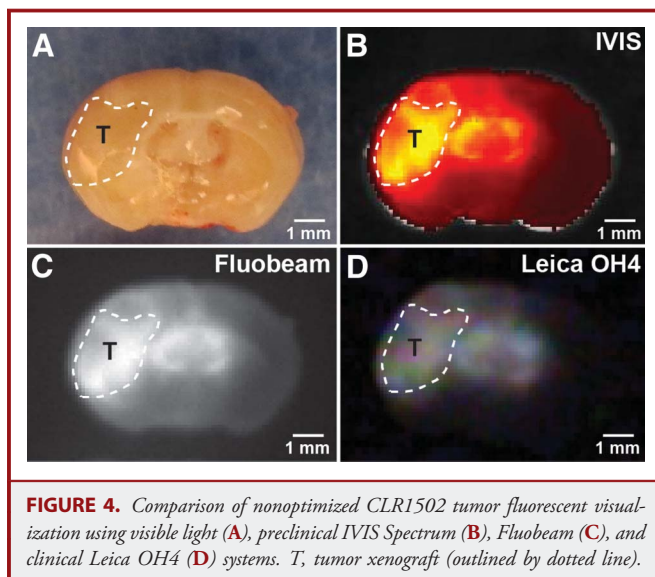 A
T
1 mm
B
IVIS
T
1 mm
C
Fluobeam
T
1 mm
D
Leica OH4
T
1 mm
FIGURE 4. Comparison of nonoptimized CLR1502 tumor fluorescent visual-
ization using visible light (A), preclinical IVIS Spectrum (B), Fluobeam (C), and
clinical Leica OH4 (D) systems. T, tumor xenograft (outlined by dotted line).